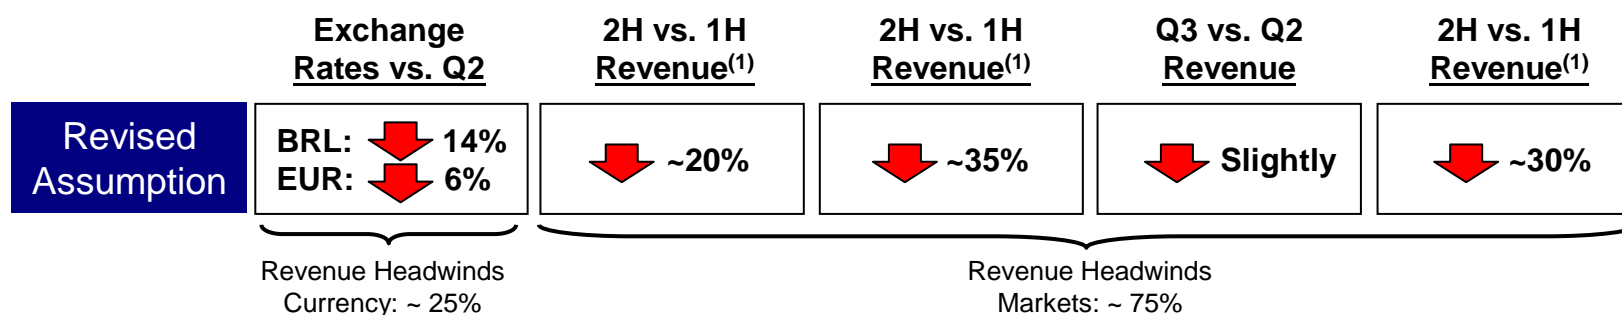 Exchange
Rates vs. Q2
2H vs. 1H
Revenue(1)
2H vs. 1H
Revenue(1)
Q3 vs. Q2
Revenue
2H vs. 1H
Revenue(1)
Revised
Assumption
BRL: 14%
EUR: 6%
~20%
~35%
Slightly
~30%
Revenue Headwinds
Currency: ~ 25%
Revenue Headwinds
Markets: ~ 75%